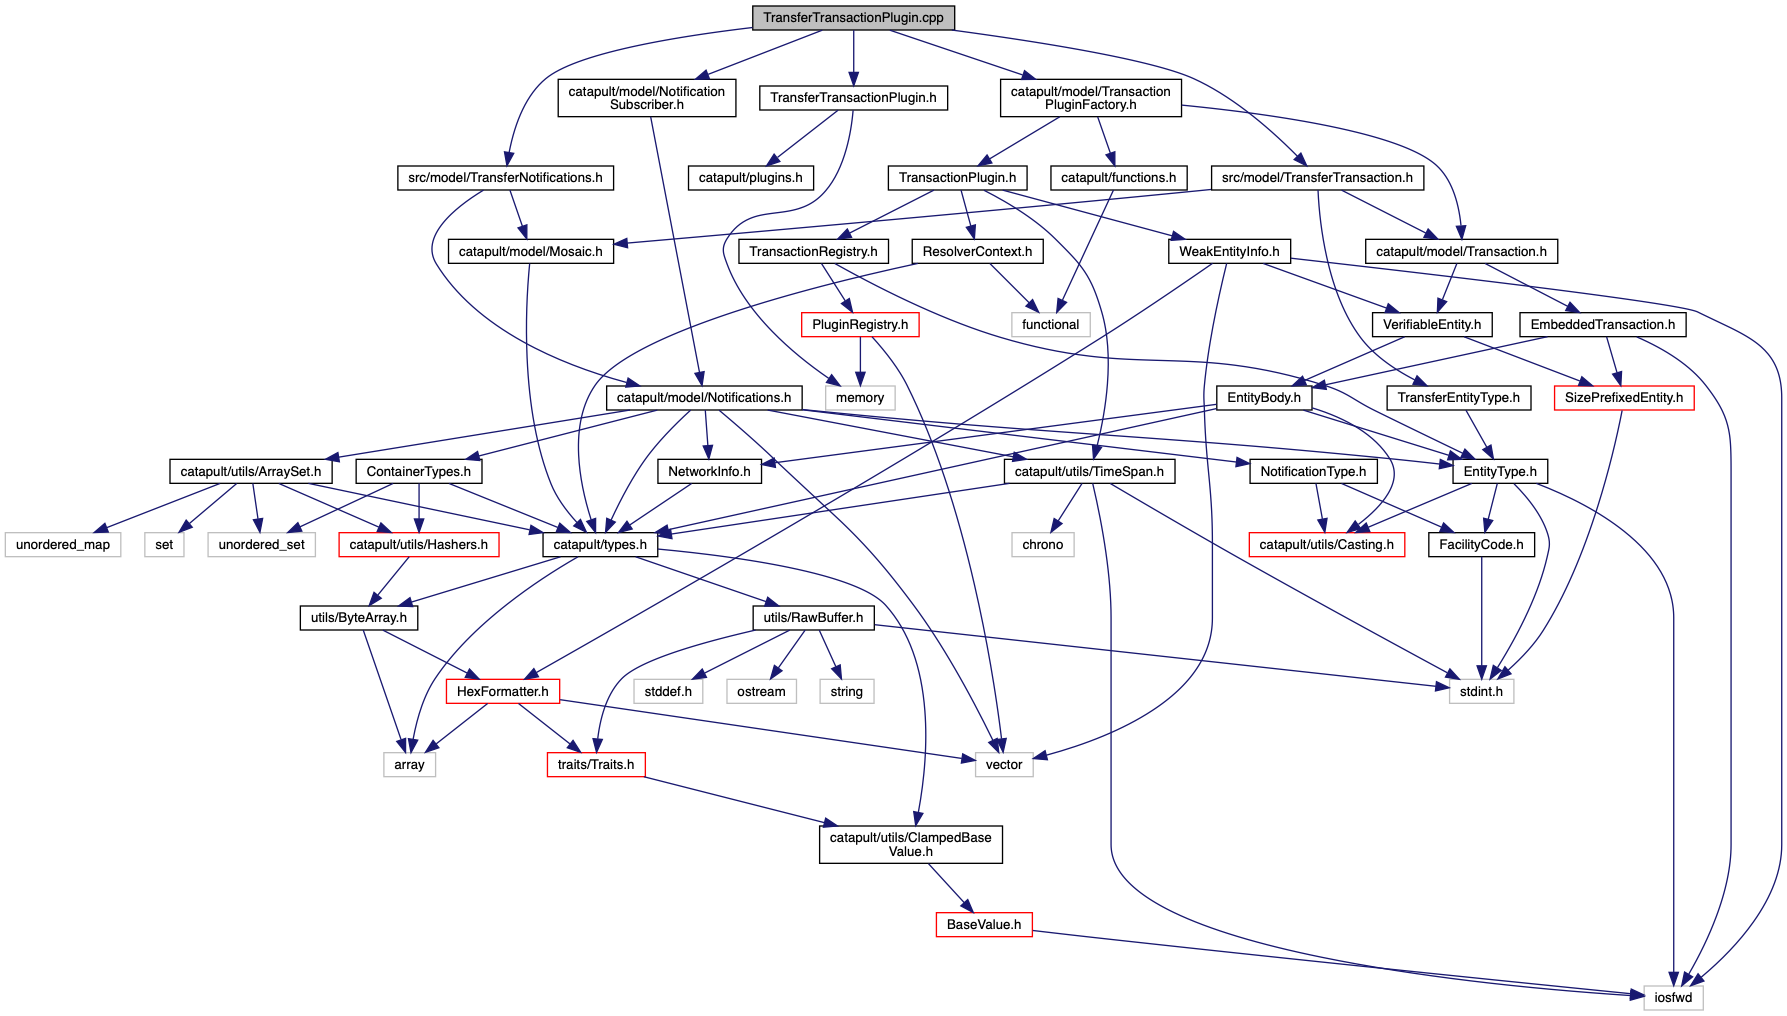 TransferTransactionPlugin.cpp
catapult/model/Notification
Subscriber.h
TransferTransactionPlugin.h
catapult/model/Transaction
PluginFactory.h
src/model/TransferNotifications.h
catapult/plugins.h
TransactionPlugin.h
catapult/functions.h
src/model/TransferTransaction.h
catapult/model/Mosaic.h
TransactionRegistry.h
ResolverContext.h
WeakEntityInfo.h
catapult/model/Transaction.h
PluginRegistry.h
functional
VerifiableEntity.h
EmbeddedTransaction.h
catapult/model/Notifications.h
memory
EntityBody.h
TransferEntityType.h
SizePrefixedEntity.h
catapult/utils/ArraySet.h
ContainerTypes.h
NetworkInfo.h
catapult/utils/TimeSpan.h
NotificationType.h
EntityType.h
unordered_map
set
unordered_set
catapult/utils/Hashers.h
catapult/types.h
chrono
catapult/utils/Casting.h
FacilityCode.h
utils/ByteArray.h
utils/RawBuffer.h
HexFormatter.h
stddef.h
ostream
string
stdint.h
array
traits/Traits.h
vector
catapult/utils/ClampedBase
Value.h
BaseValue.h
iosfwd